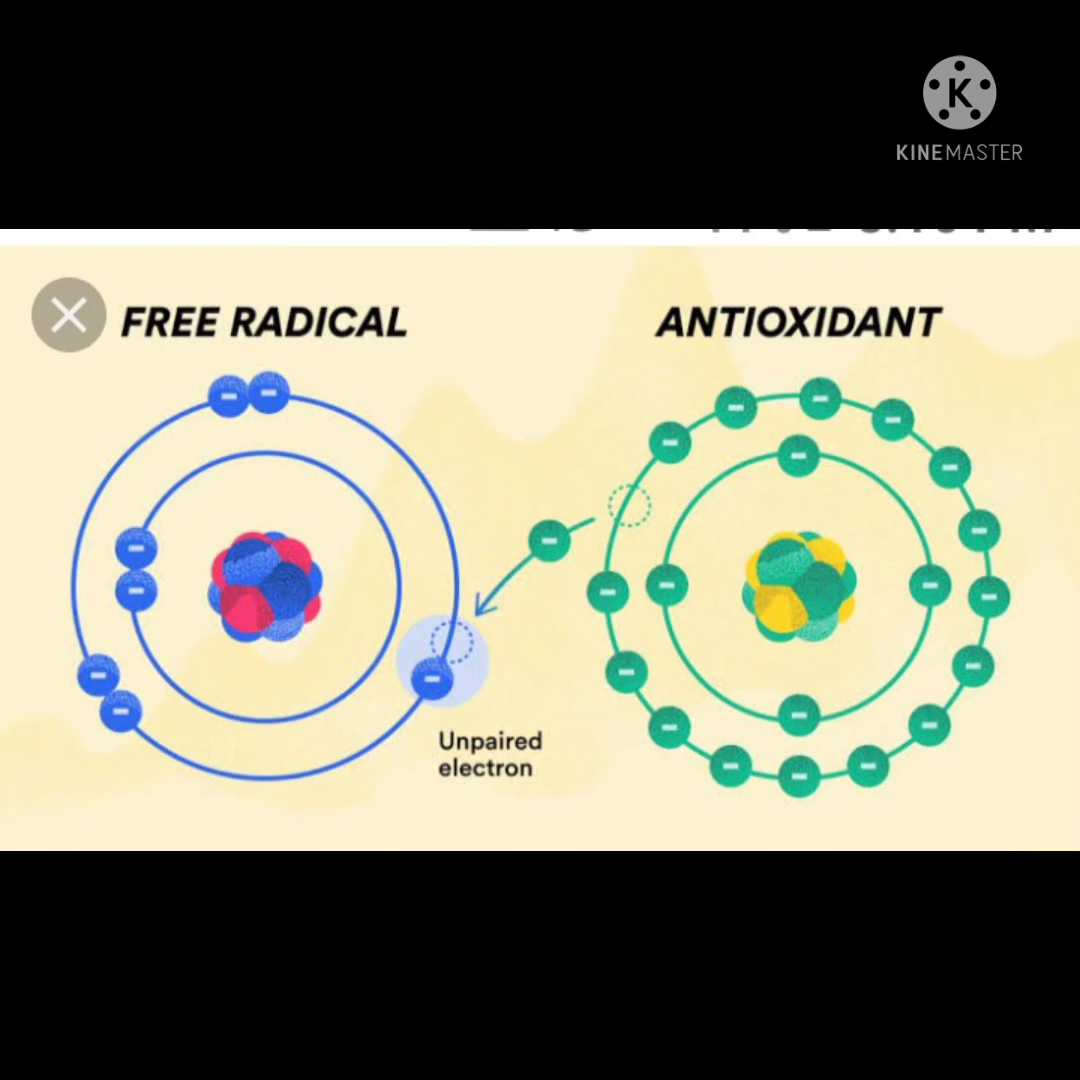 K
KINEMASTER
FREE RADICAL
ANTIOXIDANT
Unpaired
electron